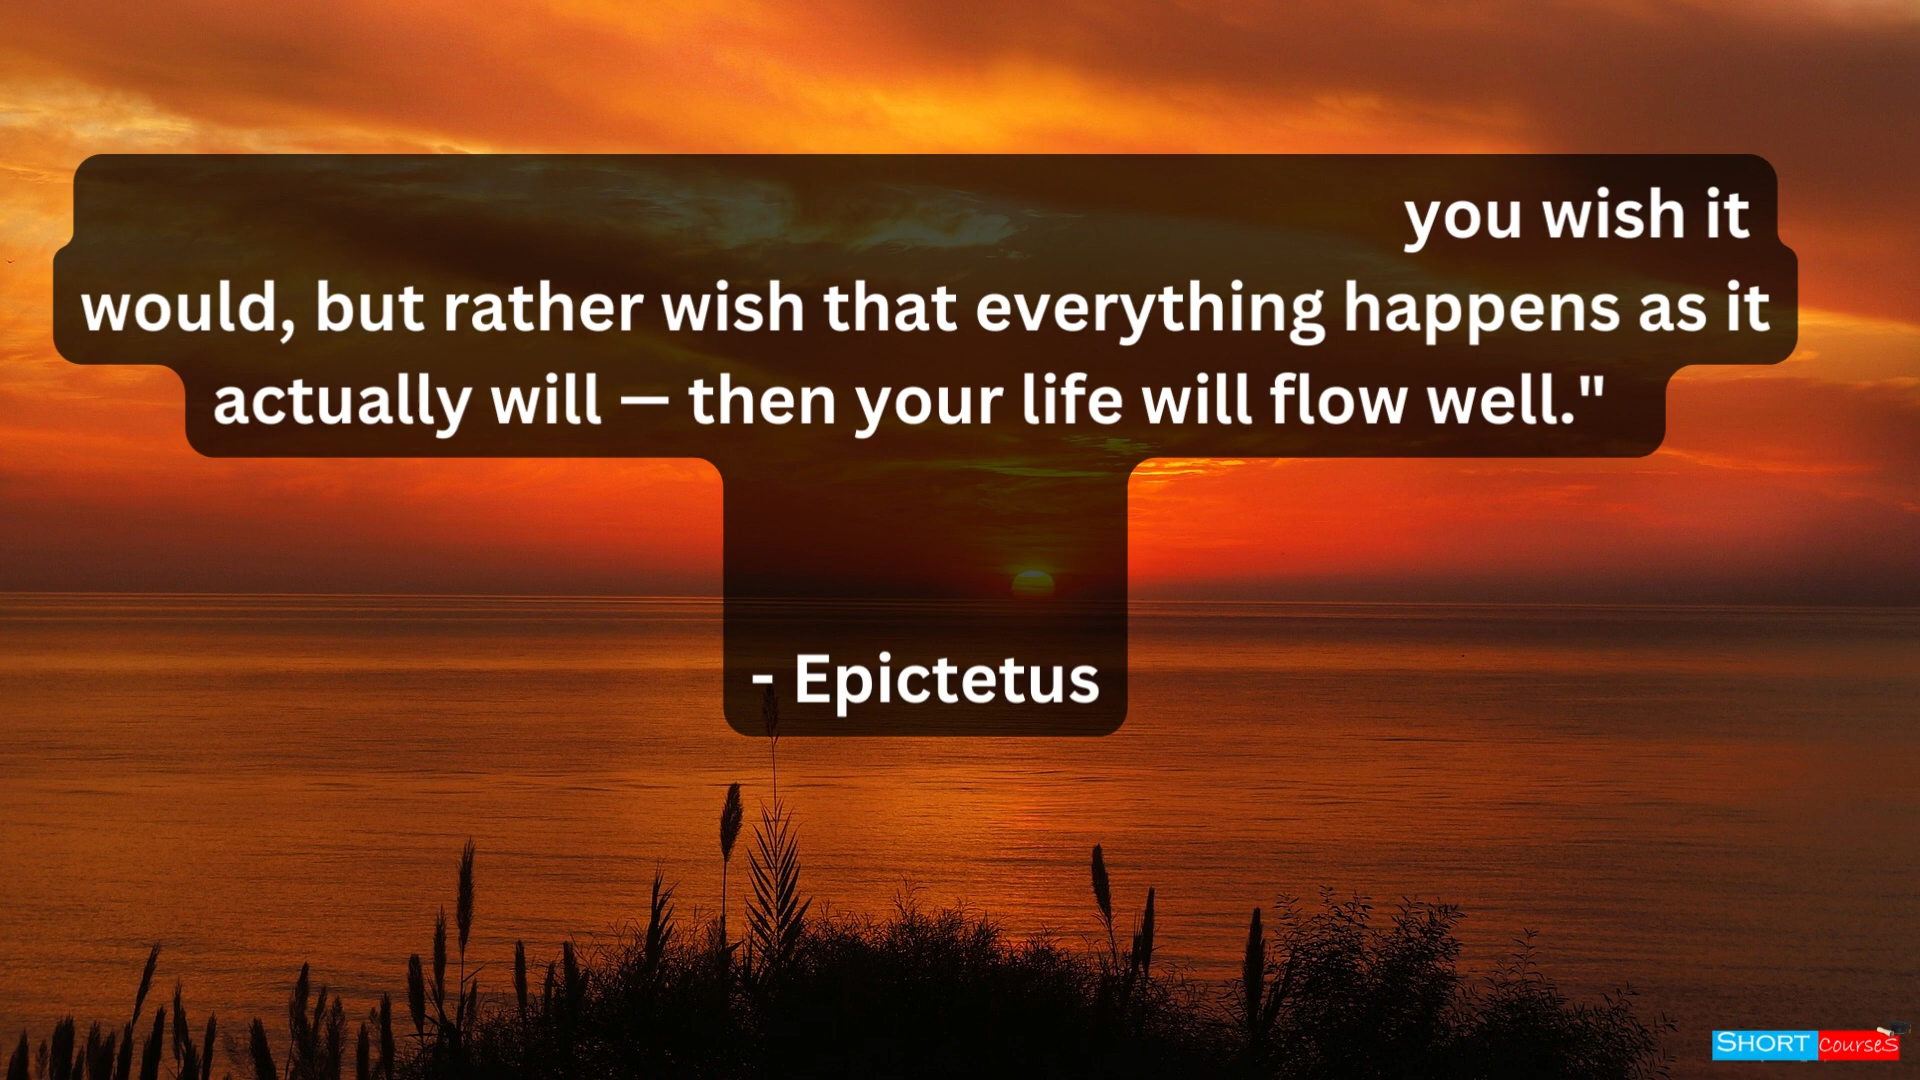 you wish it
would, but rather wish that everything happens as it
actually will — then your life will flow well."
- Epictetus
SHORT CourseS